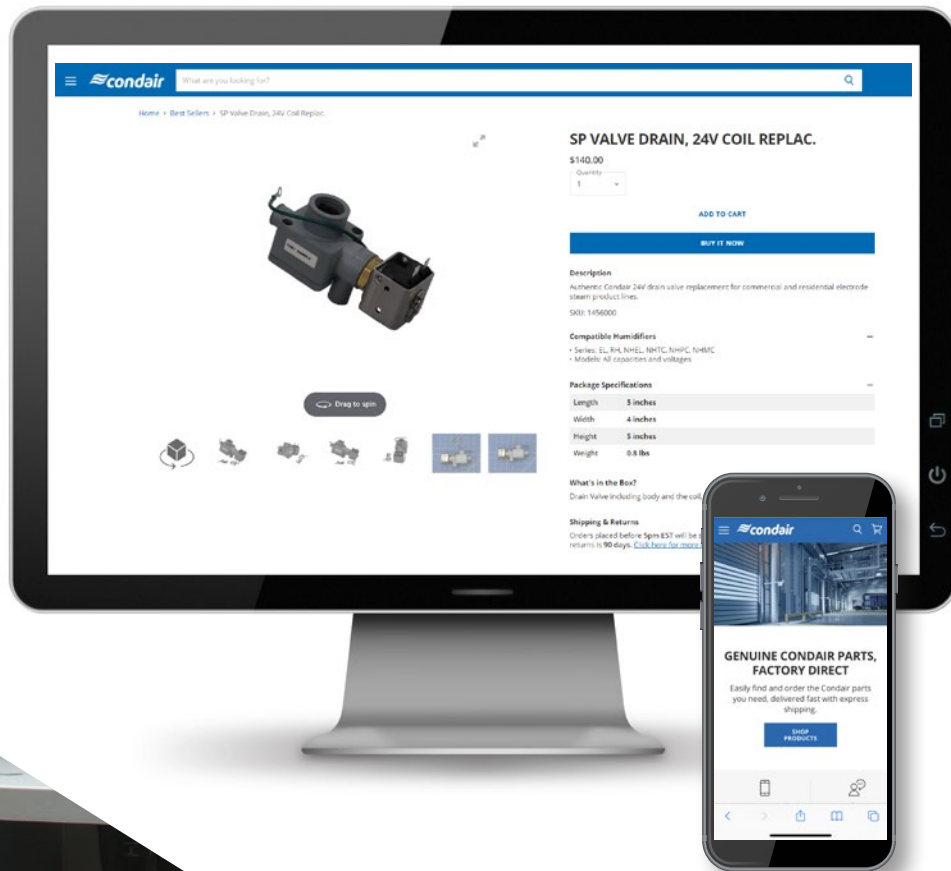 condair
What are you looking for?
Home > Best Sellers > SP Valve Drain, 24V Coil Replac.
SP VALVE DRAIN, 24V COIL REPLAC.
$140.00
Quantity
1
ADD TO CART
BUY IT NOW
Description
Authentic Condair 24V drain valve replacement for commercial and residential electrode
steam product lines.
SKU: 1456000
Compatible Humidifiers
• Series: EL, RH, NHEL, NHTC, NHPC, NHMC
• Models: All capacities and voltages
Package Specifications
Length 5 inches
Width 4 inches
Height 5 inches
Weight 0.8 lbs
Drag to spin
What's in the Box?
Drain Valve including body and the coil
Shipping & Returns
Orders placed before 5pm EST will be
returns is 90 days. Click here for more
condair
GENUINE CONDAIR PARTS,
FACTORY DIRECT
Easily find and order the Condair parts
you need, delivered fast with express
shipping.
SHOP
PRODUCTS